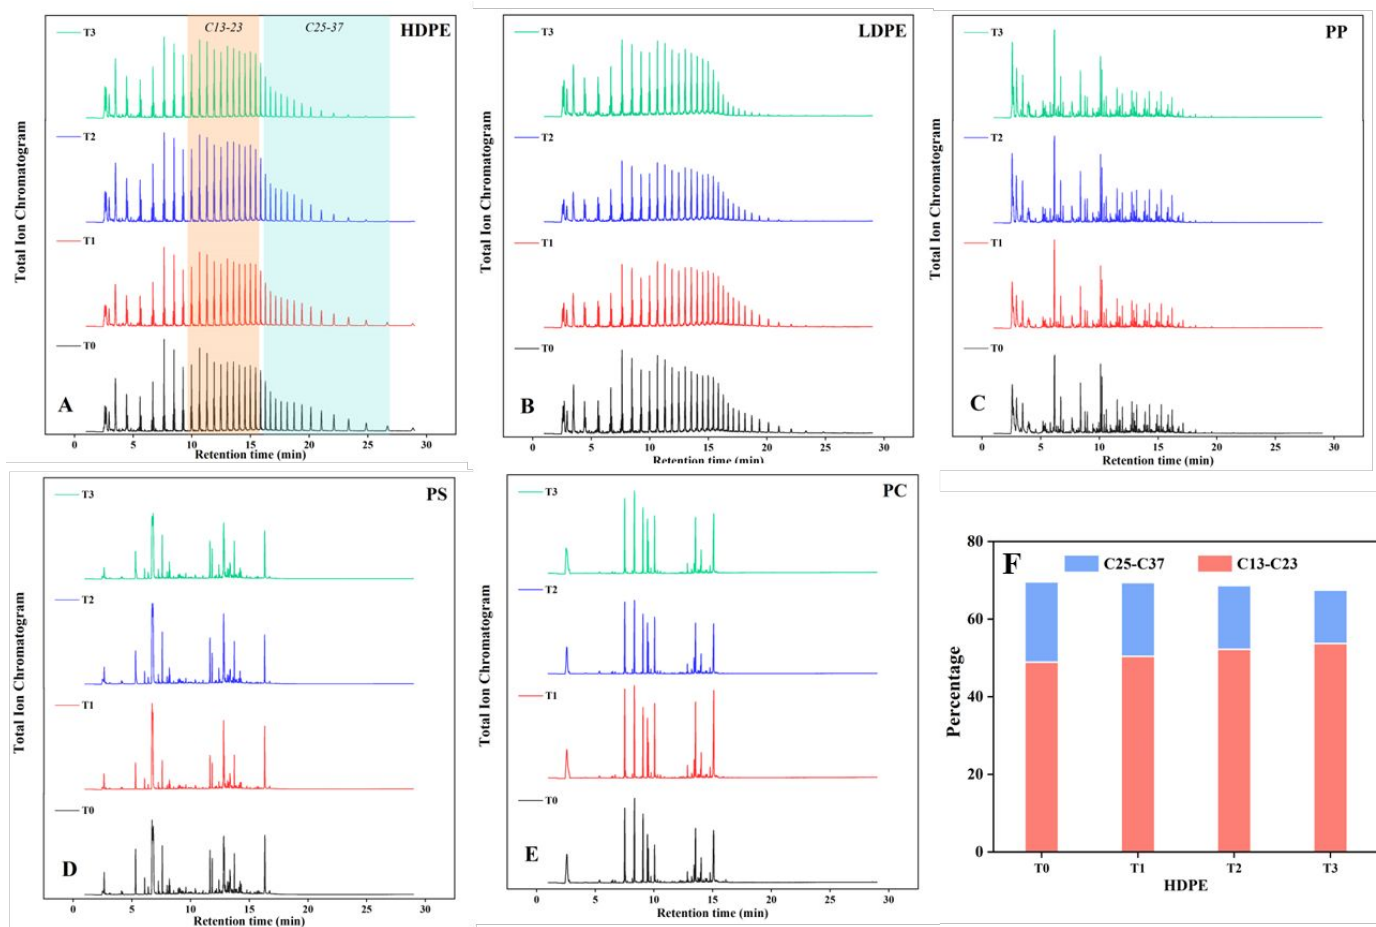 C13-23 C25-37 HDPE
T3
T2
T1
T0
A
Total Ion Chromatogram
0 5 10 15 20 25 30
Retention time (min)
LDPE
T3
T2
T1
T0
B
Total Ion Chromatogram
0 5 10 15 20 25 30
Retention time (min)
PP
T3
T2
T1
T0
C
Total Ion Chromatogram
0 5 10 15 20 25 30
Retention time (min)
PS
T3
T2
T1
T0
D
Total Ion Chromatogram
0 5 10 15 20 25 30
Retention time (min)
PC
T3
T2
T1
T0
E
Total Ion Chromatogram
0 5 10 15 20 25 30
Retention time (min)
F
C25-C37 C13-C23
80
60
40
20
0
Percentage
T0 T1 T2 T3
HDPE